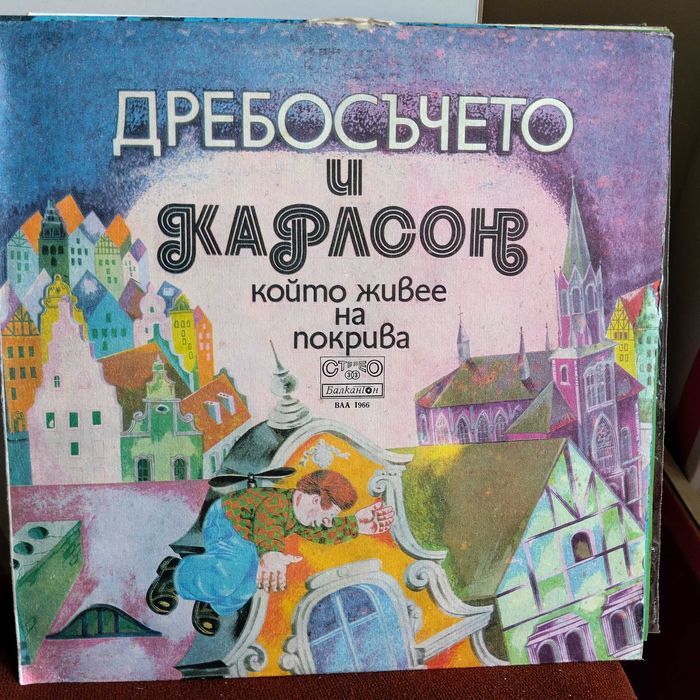 ДРЕБОСЪЧЕТО
и
КАРЛСОН
който живее
на
покрива
СТЕРЕО
Балкантон
ВАА 1966